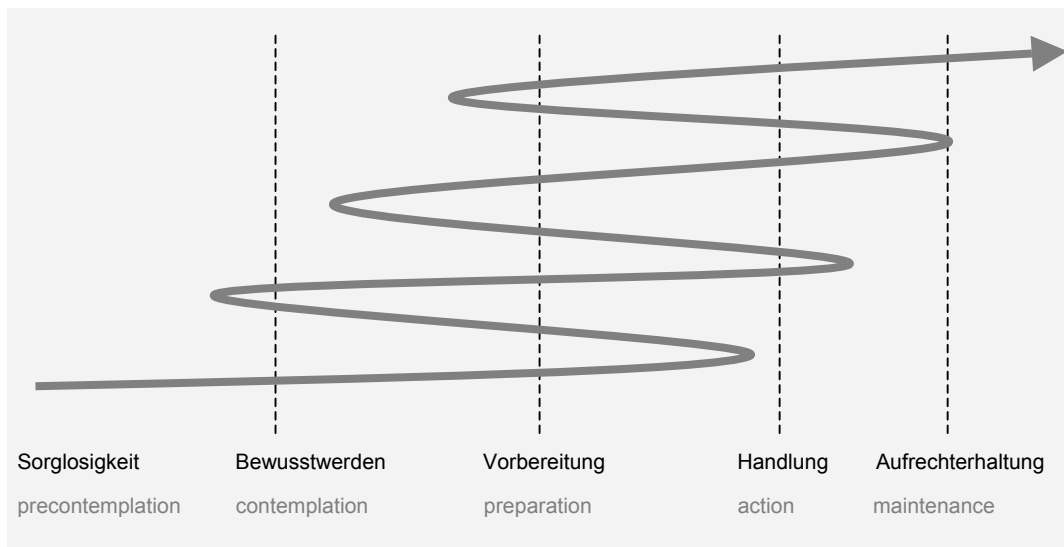 Sorglosigkeit Bewusstwerden Vorbereitung Handlung Aufrechterhaltung
precontemplation contemplation preparation action maintenance